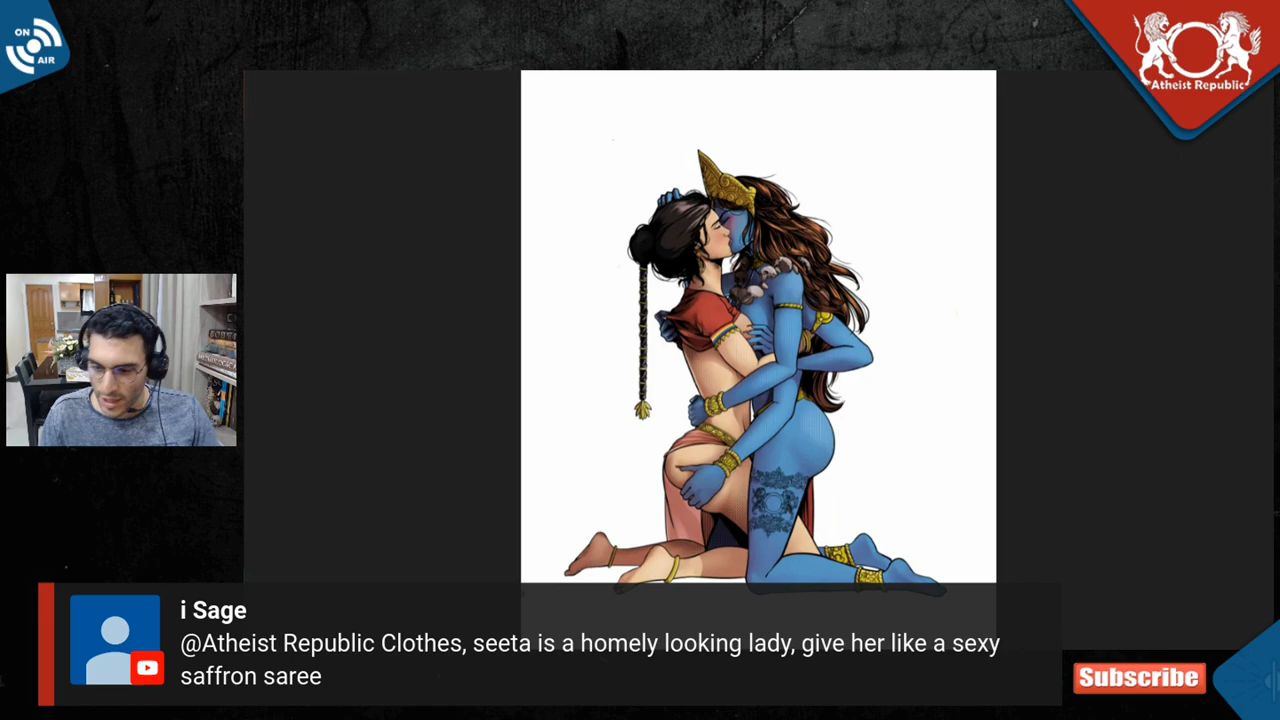 ON
AIR
Atheist Republic
i Sage
@Atheist Republic Clothes, seeta is a homely looking lady, give her like a sexy
saffron saree
Subscribe